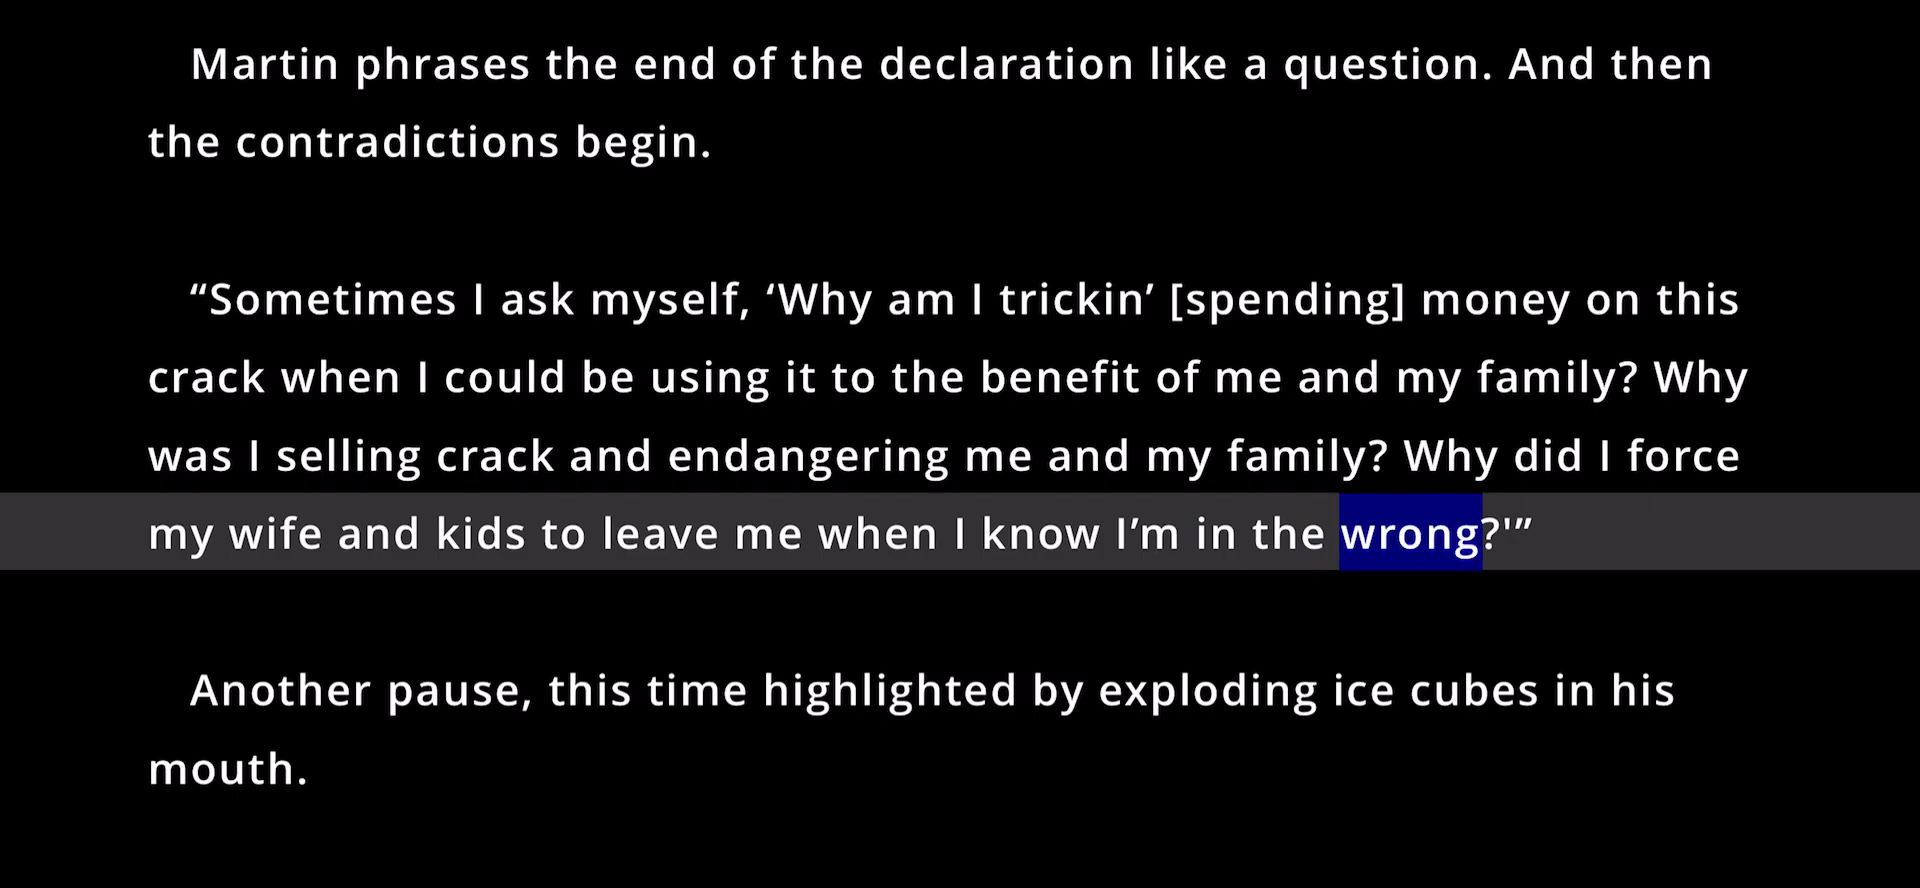 Martin phrases the end of the declaration like a question. And then
the contradictions begin.
“Sometimes I ask myself, ‘Why am I trickin’ [spending] money on this
crack when I could be using it to the benefit of me and my family? Why
was I selling crack and endangering me and my family? Why did I force
my wife and kids to leave me when I know I’m in the wrong?'”
Another pause, this time highlighted by exploding ice cubes in his
mouth.